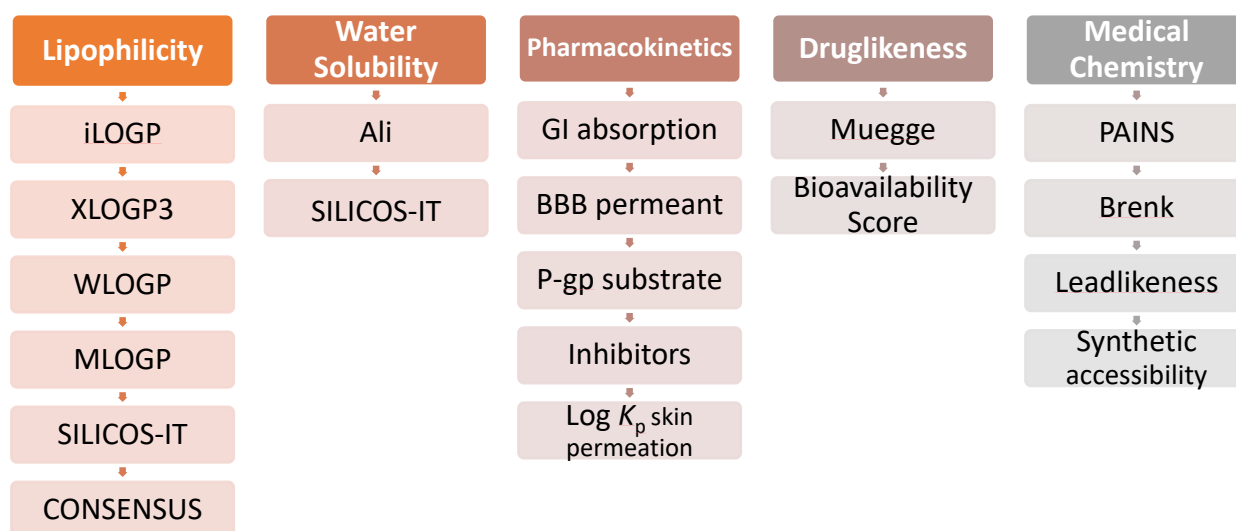 Lipophilicity
iLOGP
XLOGP3
WLOGP
MLOGP
SILICOS-IT
CONSENSUS
Water
Solubility
Ali
SILICOS-IT
Pharmacokinetics
GI absorption
BBB permeant
P-gp substrate
Inhibitors
Log Kp skin
permeation
Druglikeness
Muegge
Bioavailability
Score
Medical
Chemistry
PAINS
Brenk
Leadlikeness
Synthetic
accessibility